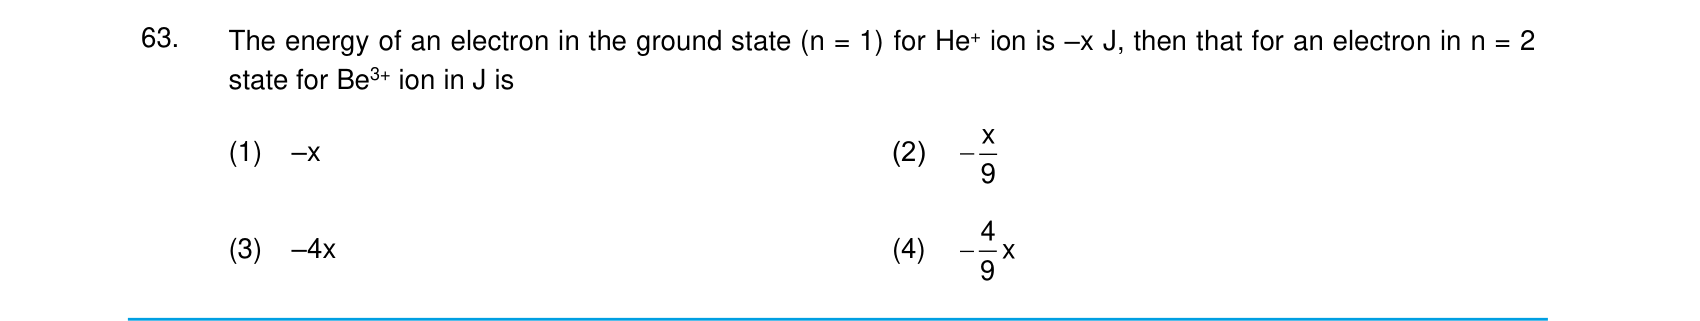 63. The energy of an electron in the ground state (n = 1) for He⁺ ion is –x J, then that for an electron in n = 2
state for Be³⁺ ion in J is
(1) –x (2) –x/9
(3) –4x (4) –4/9 x